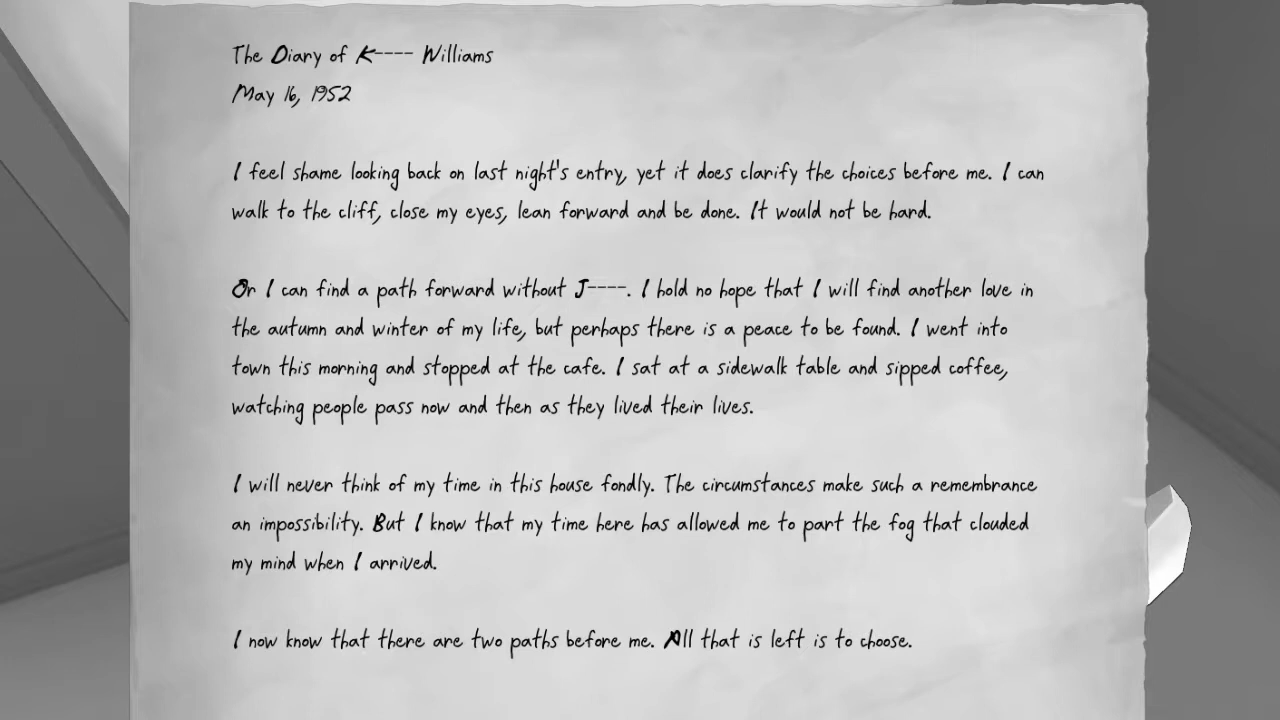 The Diary of K---- Williams
May 16, 1952
I feel shame looking back on last night's entry, yet it does clarify the choices before me. I can
walk to the cliff, close my eyes, lean forward and be done. It would not be hard.
Or I can find a path forward without J----. I hold no hope that I will find another love in
the autumn and winter of my life, but perhaps there is a peace to be found. I went into
town this morning and stopped at the cafe. I sat at a sidewalk table and sipped coffee,
watching people pass now and then as they lived their lives.
I will never think of my time in this house fondly. The circumstances make such a remembrance
an impossibility. But I know that my time here has allowed me to part the fog that clouded
my mind when I arrived.
I now know that there are two paths before me. All that is left is to choose.